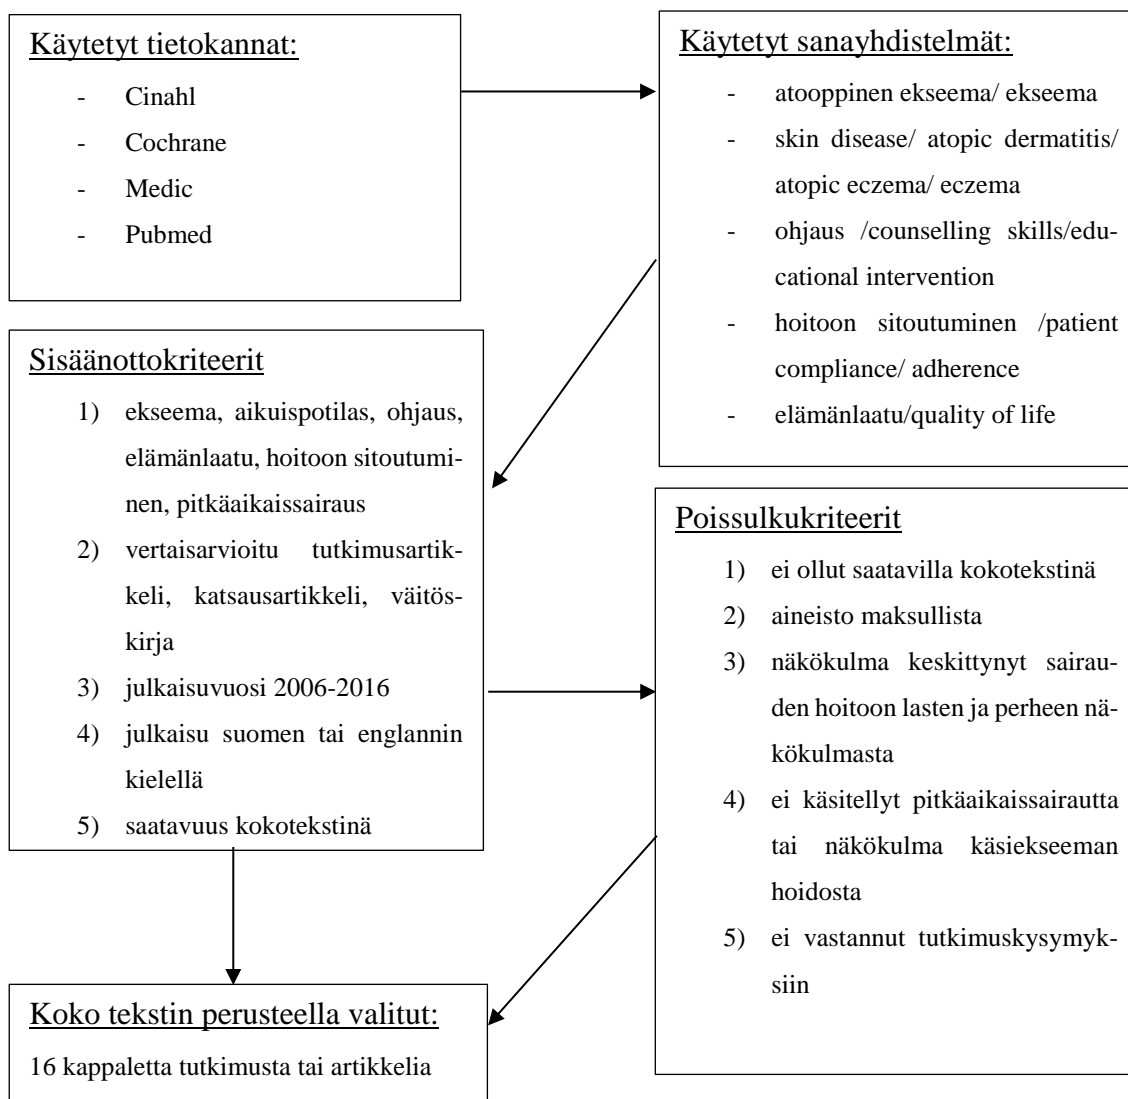 Käytetyt tietokannat:
- Cinahl
- Cochrane
- Medic
- Pubmed
Käytetyt sanayhdistelmät:
- atooppinen ekseema/ ekseema
- skin disease/ atopic dermatitis/
atopic eczema/ eczema
- ohjaus /counselling skills/edu-
cational intervention
- hoitoon sitoutuminen /patient
compliance/ adherence
- elämänlaatu/quality of life
Sisäänottokriteerit
1) ekseema, aikuispotilas, ohjaus,
elämänlaatu, hoitoon sitoutumi-
nen, pitkäaikaissairaus
2) vertaisarvioitu tutkimusartik-
keli, katsausartikkeli, väitös-
kirja
3) julkaisuvuosi 2006-2016
4) julkaisu suomen tai englannin
kielellä
5) saatavuus kokotekstinä
Poissulkukriteerit
1) ei ollut saatavilla kokotekstinä
2) aineisto maksullista
3) näkökulma keskittynyt sairau-
den hoitoon lasten ja perheen nä-
kökulmasta
4) ei käsitellyt pitkäaikaissairautta
tai näkökulma käsiekseeman
hoidosta
5) ei vastannut tutkimuskysymyk-
siin
Koko tekstin perusteella valitut:
16 kappaletta tutkimusta tai artikkelia